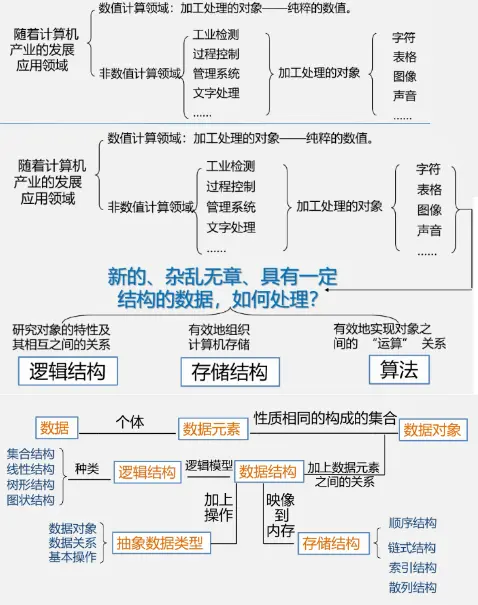 数值计算领域：加工处理的对象——纯粹的数值。
随着计算机
产业的发展
应用领域
非数值计算领域
工业检测
过程控制
管理系统
文字处理
……
加工处理的对象
字符
表格
图像
声音
……
数值计算领域：加工处理的对象——纯粹的数值。
随着计算机
产业的发展
应用领域
非数值计算领域
工业检测
过程控制
管理系统
文字处理
……
加工处理的对象
字符
表格
图像
声音
……
新的、杂乱无章、具有一定
结构的数据，如何处理？
研究对象的特性及
其相互之间的关系
逻辑结构
有效地组织
计算机存储
存储结构
有效地实现对象之
间的“运算”关系
算法
数据
个体
数据元素
性质相同的构成的集合
数据对象
集合结构
线性结构
树形结构
图状结构
种类
逻辑结构
逻辑模型
数据结构
加上数据元素
之间的关系
加上
操作
映像
到
内存
数据对象
数据关系
基本操作
抽象数据类型
存储结构
顺序结构
链式结构
索引结构
散列结构